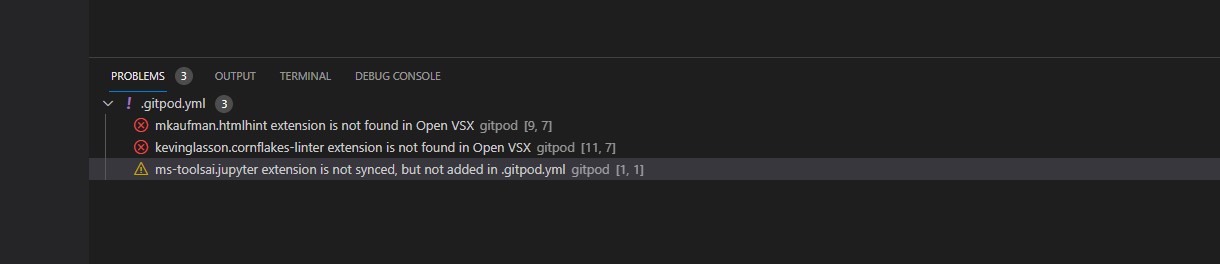 PROBLEMS 3 OUTPUT TERMINAL DEBUG CONSOLE
! .gitpod.yml 3
mkaufman.htmlhint extension is not found in Open VSX gitpod [9, 7]
kevinglasson.cornflakes-linter extension is not found in Open VSX gitpod [11, 7]
ms-toolsai.jupyter extension is not synced, but not added in .gitpod.yml gitpod [1, 1]